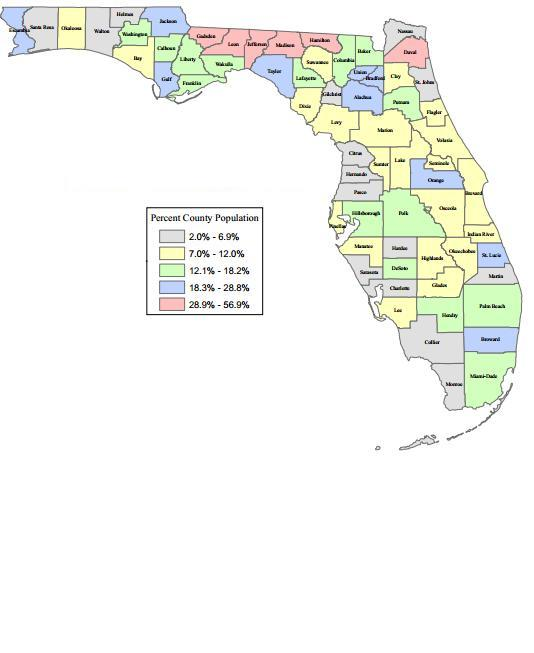 Holmes
Jackson
Escambia
Santa Rosa
Okaloosa
Walton
Washington
Gadsden
Leon
Jefferson
Madison
Hamilton
Nassau
Calhoun
Bay
Liberty
Wakulla
Gulf
Franklin
Taylor
Suwannee
Lafayette
Columbia
Baker
Duval
Union
Bradford
Clay
St. John
Dixie
Gilchrist
Alachua
Putnam
Flagler
Levy
Marion
Volusia
Citrus
Sumter
Lake
Seminole
Orange
Hernando
Pasco
Brevard
Pinellas
Hillsborough
Polk
Osceola
Indian River
Manatee
Hardee
Highlands
Okeechobee
St. Lucie
Sarasota
DeSoto
Martin
Charlotte
Glades
Lee
Hendry
Palm Beach
Collier
Broward
Monroe
Miami-Dade
Percent County Population
2.0% - 6.9%
7.0% - 12.0%
12.1% - 18.2%
18.3% - 28.8%
28.9% - 56.9%